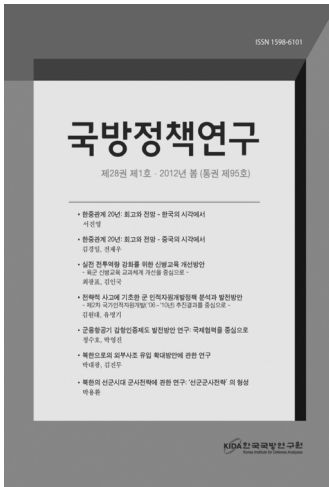 ISSN 1598-6101
국방정책연구
제28권 제1호 · 2012년 봄 (통권 제95호)
• 한중관계 20년: 회고와 전망 - 한국의 시각에서
서진영
• 한중관계 20년: 회고와 전망 - 중국의 시각에서
김경일, 전재우
• 실전 전투역량 강화를 위한 신병교육 개선방안
- 육군 신병교육 교과체계 개선을 중심으로 -
최광표, 김안국
• 전략적 사고에 기초한 군 인적자원개발정책 분석과 발전방안
- 제2차 국가인적자원개발('06 - '10년) 추진결과를 중심으로 -
김원대, 유명기
• 군용항공기 감항인증제도 발전방안 연구: 국제협력을 중심으로
정수호, 박영진
• 북한으로의 외부사조 유입 확대방안에 관한 연구
박대광, 김진무
• 북한의 선군시대 군사전략에 관한 연구: '선군군사전략' 의 형성
박용환
KIDA 한국국방연구원
Korea Institute for Defense Analyses